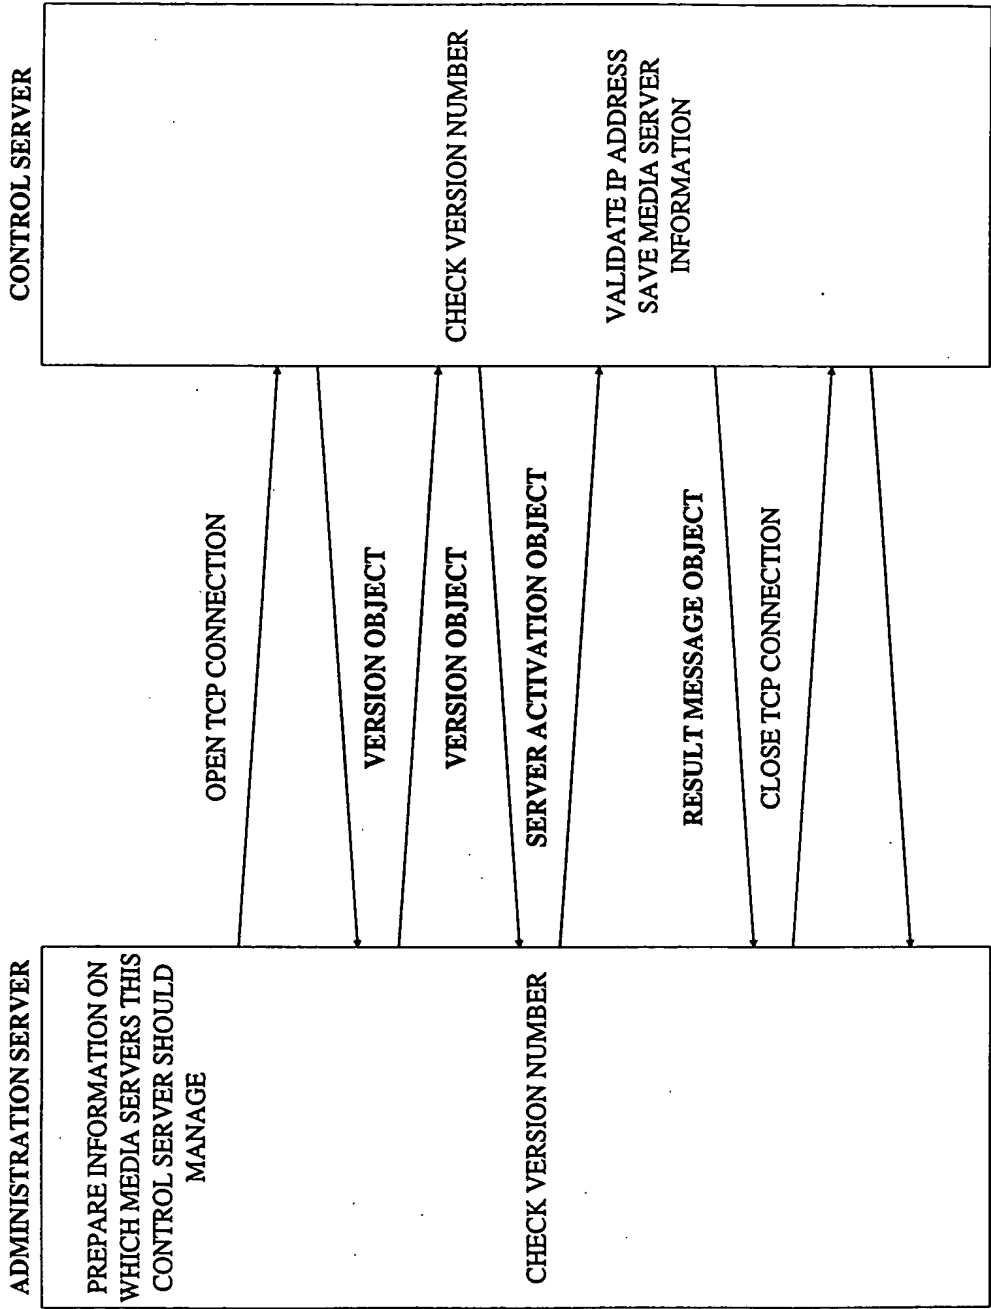 ADMINISTRATION SERVER
CONTROL SERVER
PREPARE INFORMATION ON
WHICH MEDIA SERVERS THIS
CONTROL SERVER SHOULD
MANAGE
OPEN TCP CONNECTION
VERSION OBJECT
VERSION OBJECT
CHECK VERSION NUMBER
CHECK VERSION NUMBER
SERVER ACTIVATION OBJECT
VALIDATE IP ADDRESS
SAVE MEDIA SERVER
INFORMATION
RESULT MESSAGE OBJECT
CLOSE TCP CONNECTION